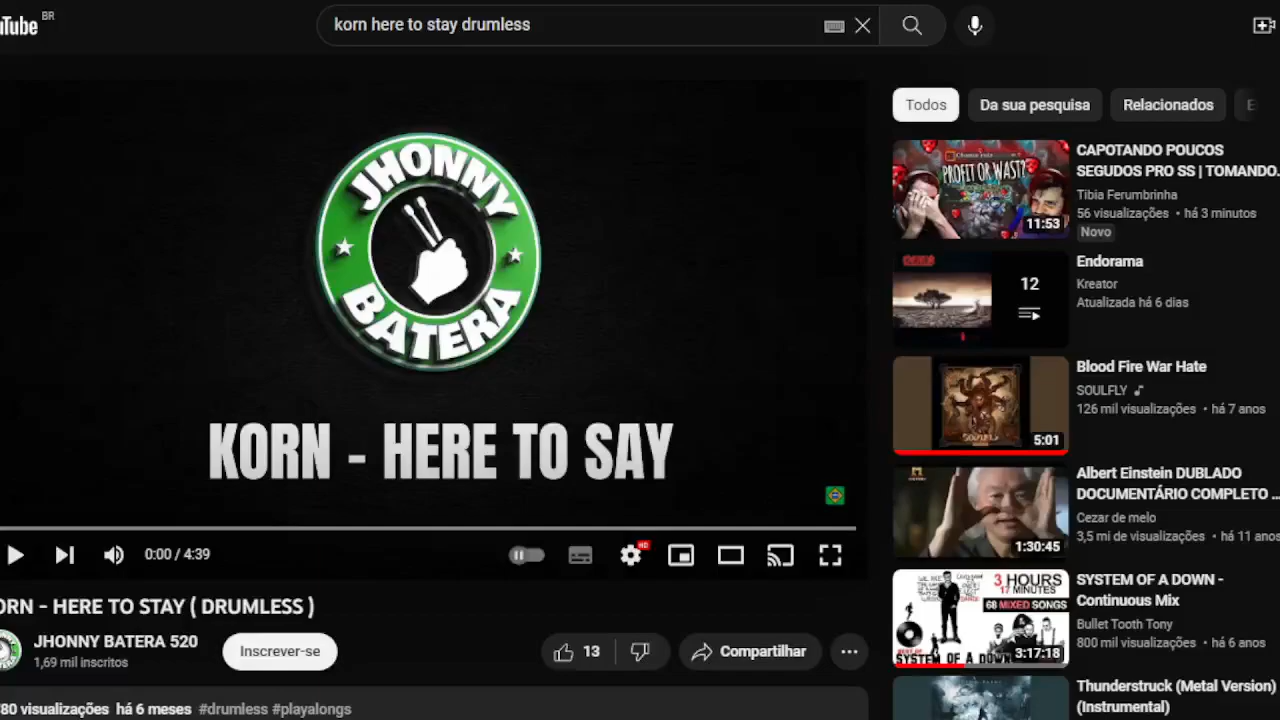 uTube BR
korn here to stay drumless
JHONNY
BATERA
KORN - HERE TO SAY
0:00 / 4:39
HD
ORN - HERE TO STAY ( DRUMLESS )
JHONNY BATERA 520
1,69 mil inscritos
Inscrever-se
13
Compartilhar
780 visualizações há 6 meses #drumless #playalongs
Todos
Da sua pesquisa
Relacionados
E
PROFIT OR WAST?
11:53
CAPOTANDO POUCOS
SEGUDOS PRO SS | TOMANDO
Tibia Ferumbrinha
56 visualizações • há 3 minutos
Novo
12
Endorama
Kreator
Atualizada há 6 dias
SOULFLY
5:01
Blood Fire War Hate
SOULFLY
126 mil visualizações • há 7 anos
1:30:45
Albert Einstein DUBLADO
DOCUMENTÁRIO COMPLETO ...
Cezar de melo
3,5 mi de visualizações • há 11 anos
3 HOURS
17 MINUTES
68 MIXED SONGS
SYSTEM OF A DOWN
3:17:18
SYSTEM OF A DOWN -
Continuous Mix
Bullet Tooth Tony
800 mil visualizações • há 6 anos
Thunderstruck (Metal Version)
(Instrumental)